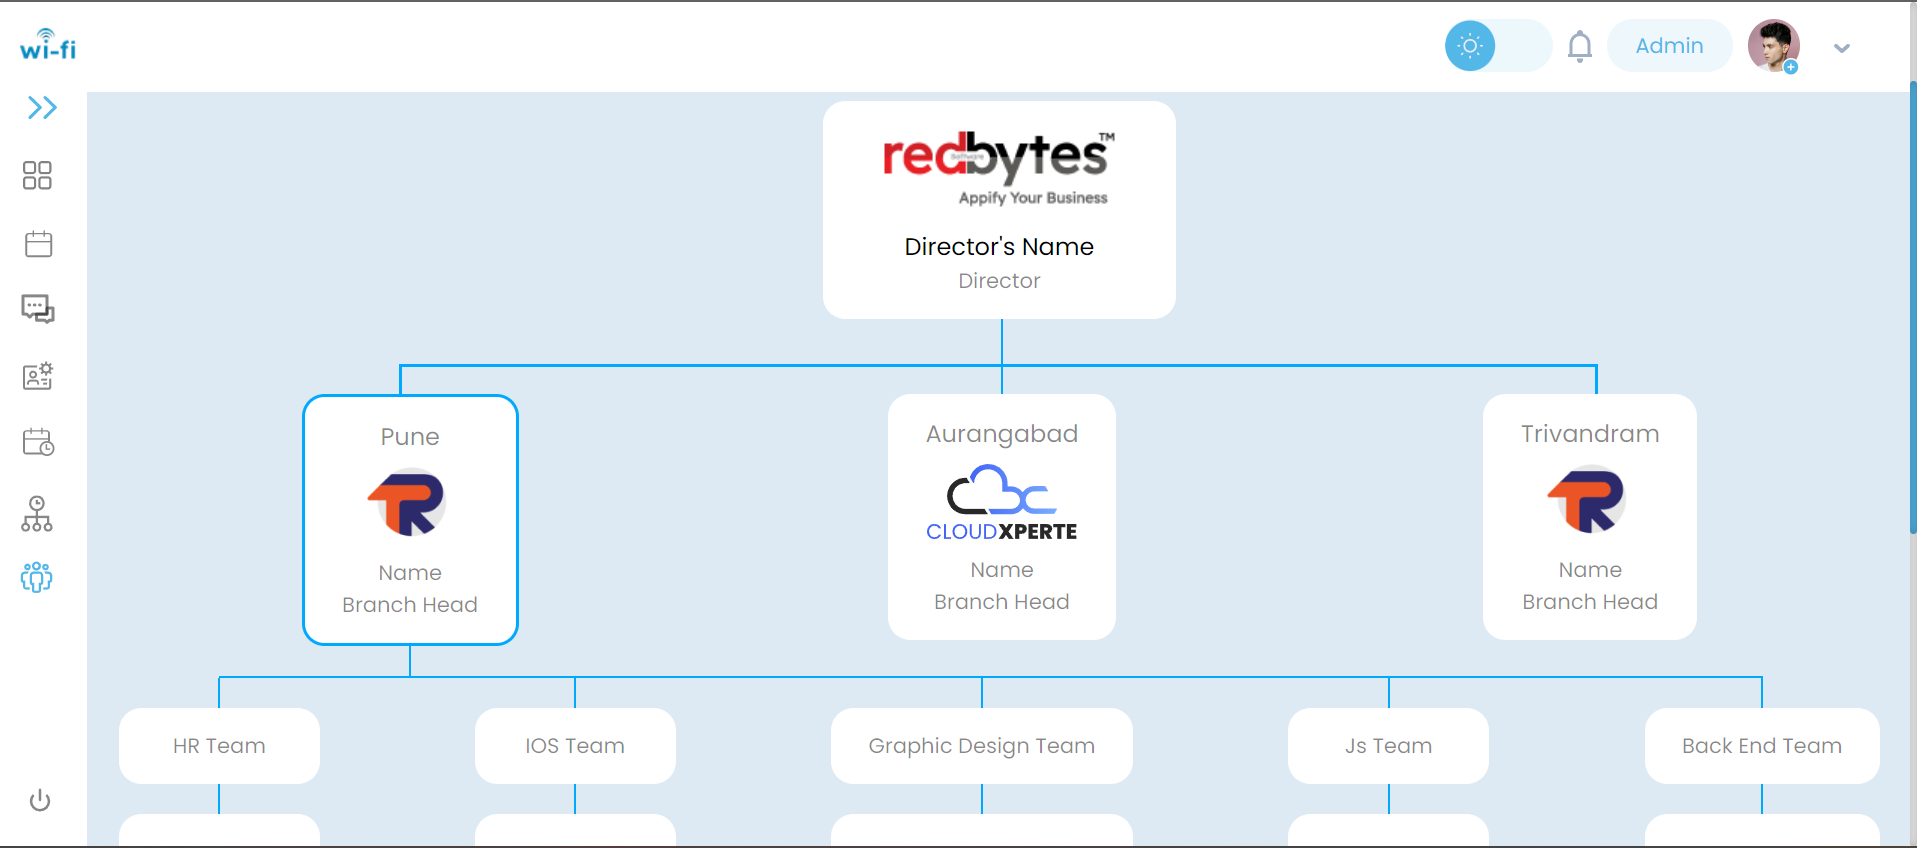 wi-fi
Admin
redbytes™
Software
Appify Your Business
Director's Name
Director
Pune
Aurangabad
Trivandram
CLOUDXPERTE
Name
Name
Name
Branch Head
Branch Head
Branch Head
HR Team
IOS Team
Graphic Design Team
Js Team
Back End Team